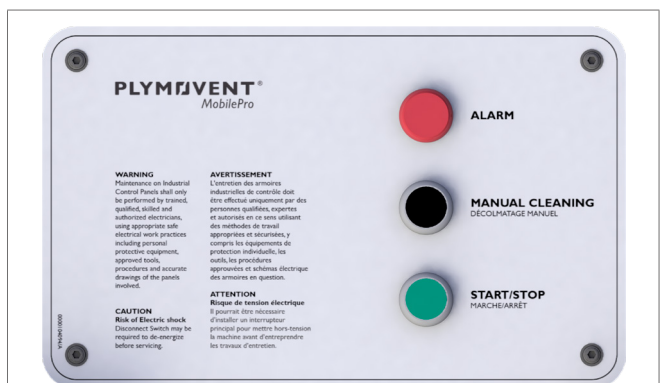 PLYMOVENT®
MobilePro
WARNING
Maintenance on Industrial
Control Panels shall only
be performed by trained,
qualified, skilled and
authorized electricians,
using appropriate safe
electrical work practices
including personal
protective equipment,
approved tools,
procedures and accurate
drawings of the panels
involved.
CAUTION
Risk of Electric shock
Disconnect Switch may be
required to de-energize
before servicing.
AVERTISSEMENT
L'entretien des armoires
industrielles de contrôle doit
être effectué uniquement par des
personnes qualifiées, expertes
et autorisés en ce sens utilisant
des méthodes de travail
appropriées et sécurisées, y
compris les équipements de
protection individuelle, les
outils, les procédures
approuvées et schémas électrique
des armoires en question.
ATTENTION
Risque de tension électrique
Il pourrait être nécessaire
d'installer un interrupteur
principal pour mettre hors-tension
la machine avant d'entreprendre
les travaux d'entretien.
ALARM
MANUAL CLEANING
DÉCOLMATAGE MANUEL
START/STOP
MARCHE/ARRÊT